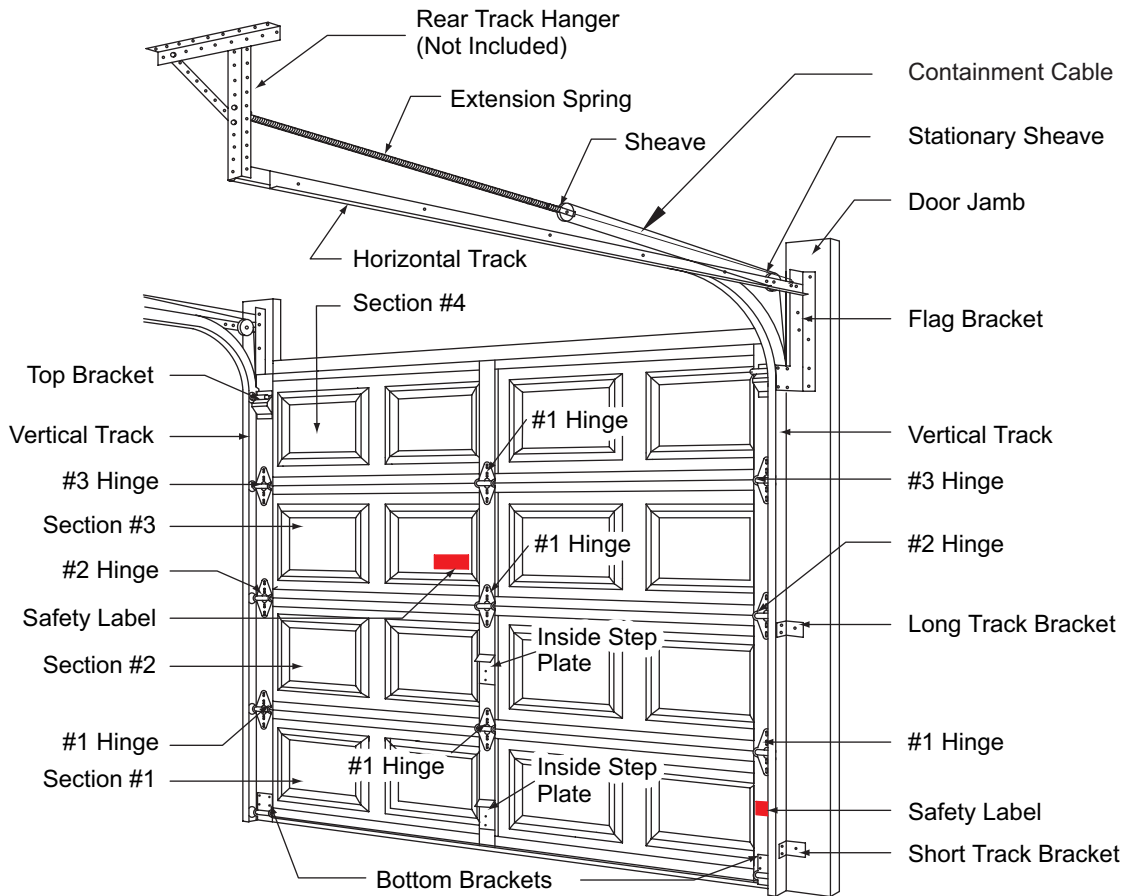 Rear Track Hanger
(Not Included)
Containment Cable
Extension Spring
Stationary Sheave
Sheave
Door Jamb
Horizontal Track
Section #4
Flag Bracket
Top Bracket
#1 Hinge
Vertical Track
Vertical Track
#3 Hinge
#3 Hinge
Section #3
#1 Hinge
#2 Hinge
#2 Hinge
Safety Label
Inside Step
Plate
Long Track Bracket
Section #2
#1 Hinge
#1 Hinge
#1 Hinge
Section #1
Inside Step
Plate
Safety Label
Short Track Bracket
Bottom Brackets